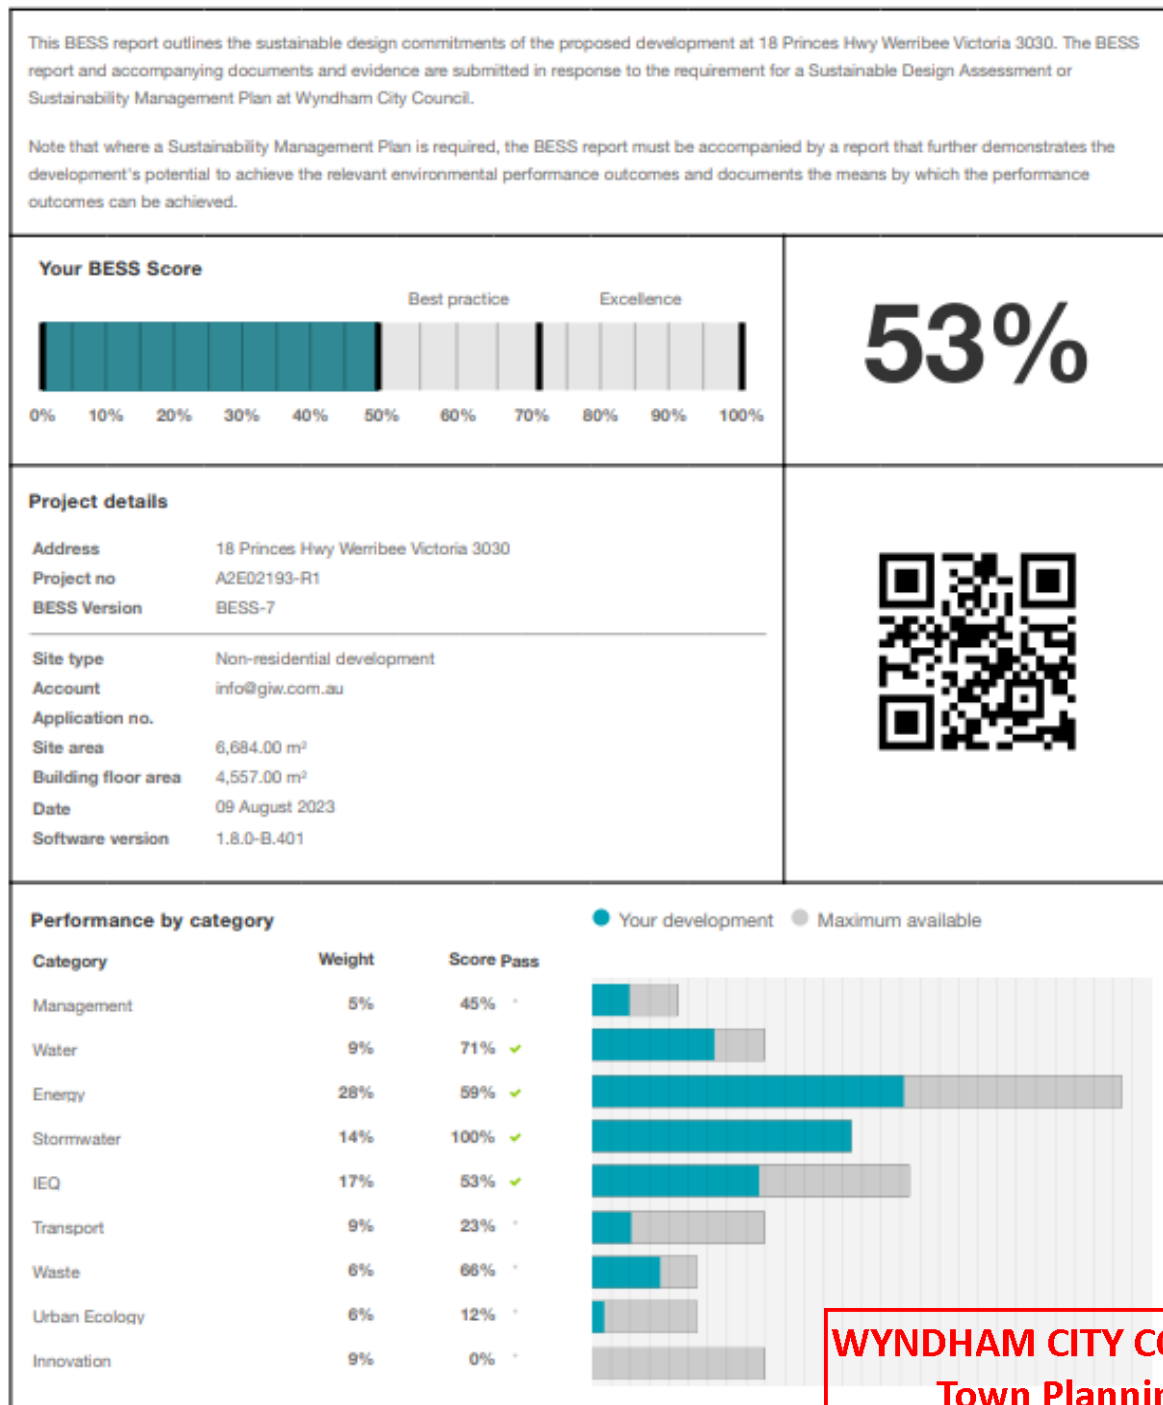 This BESS report outlines the sustainable design commitments of the proposed development at 18 Princes Hwy Werribee Victoria 3030. The BESS
report and accompanying documents and evidence are submitted in response to the requirement for a Sustainable Design Assessment or
Sustainability Management Plan at Wyndham City Council.
Note that where a Sustainability Management Plan is required, the BESS report must be accompanied by a report that further demonstrates the
development's potential to achieve the relevant environmental performance outcomes and documents the means by which the performance
outcomes can be achieved.
Your BESS Score
Best practice Excellence
0% 10% 20% 30% 40% 50% 60% 70% 80% 90% 100%
53%
Project details
Address 18 Princes Hwy Werribee Victoria 3030
Project no A2E02193-R1
BESS Version BESS-7
Site type Non-residential development
Account info@giw.com.au
Application no.
Site area 6,684.00 m²
Building floor area 4,557.00 m²
Date 09 August 2023
Software version 1.8.0-B.401
Performance by category Your development Maximum available
Category Weight Score Pass
Management 5% 45%
Water 9% 71% ✓
Energy 28% 59% ✓
Stormwater 14% 100% ✓
IEQ 17% 53% ✓
Transport 9% 23%
Waste 6% 66%
Urban Ecology 6% 12%
Innovation 9% 0%
WYNDHAM CITY
Town